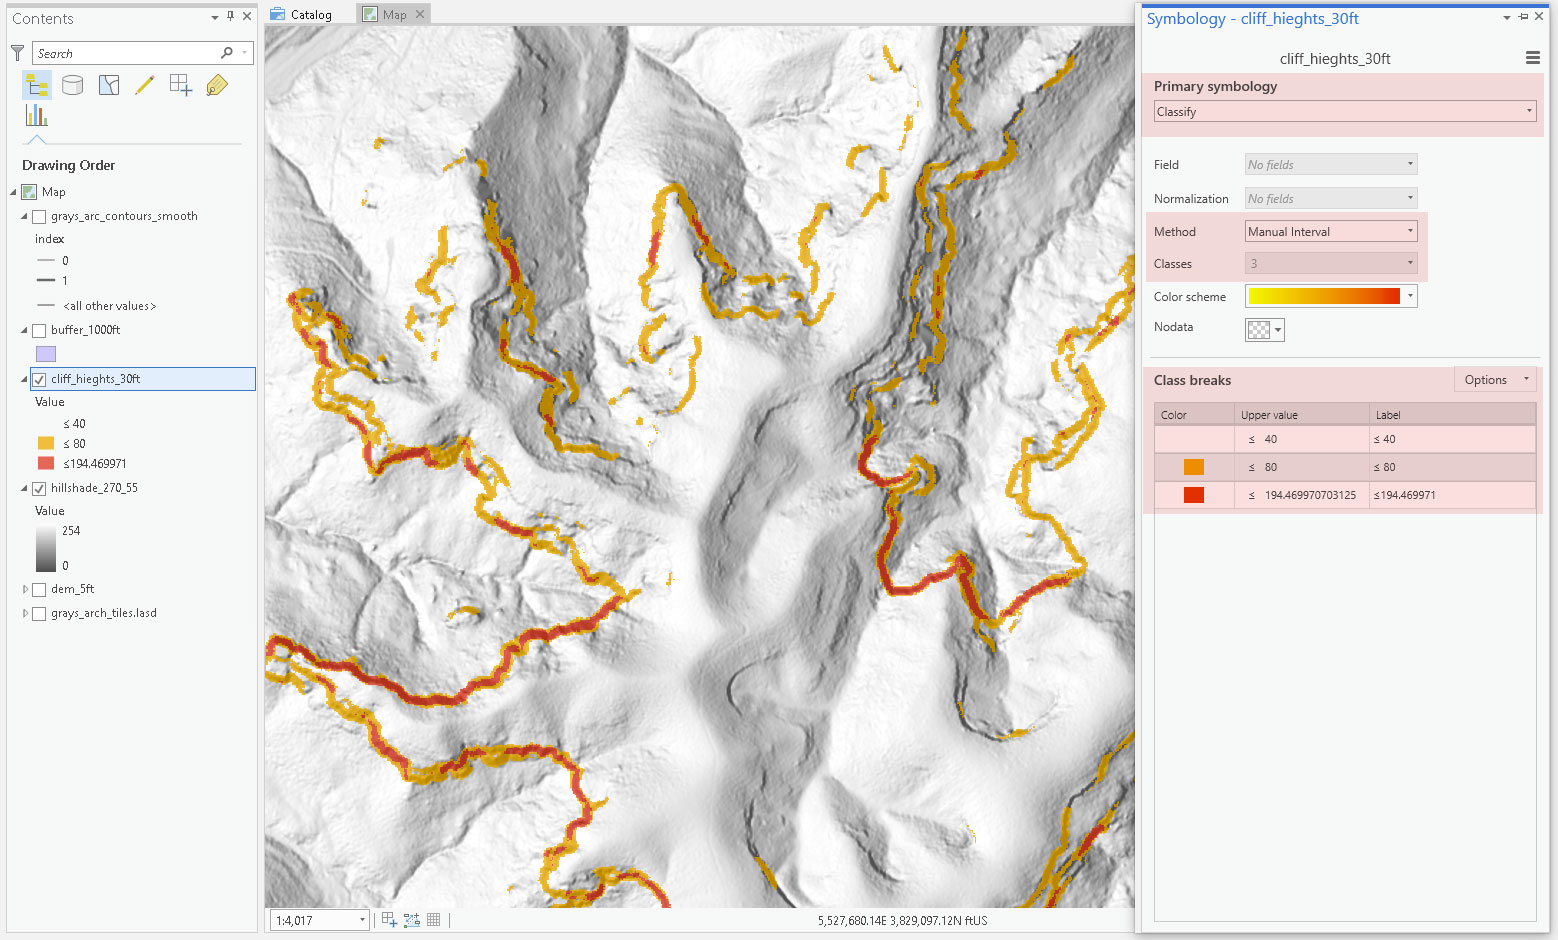 Contents
Search
Drawing Order
Map
grays_arc_contours_smooth
index
0
1
<all other values>
buffer_1000ft
cliff_hieghts_30ft
Value
≤ 40
≤ 80
≤194.469971
hillshade_270_55
Value
254
0
dem_5ft
grays_arch_tiles.lasd
Catalog
Map
1:4,017
5,527,680.14E 3,829,097.12N ftUS
Symbology - cliff_hieghts_30ft
cliff_hieghts_30ft
Primary symbology
Classify
Field No fields
Normalization No fields
Method Manual Interval
Classes 3
Color scheme
Nodata
Class breaks Options
Color Upper value Label
≤ 40 ≤ 40
≤ 80 ≤ 80
≤ 194.469970703125 ≤194.469971